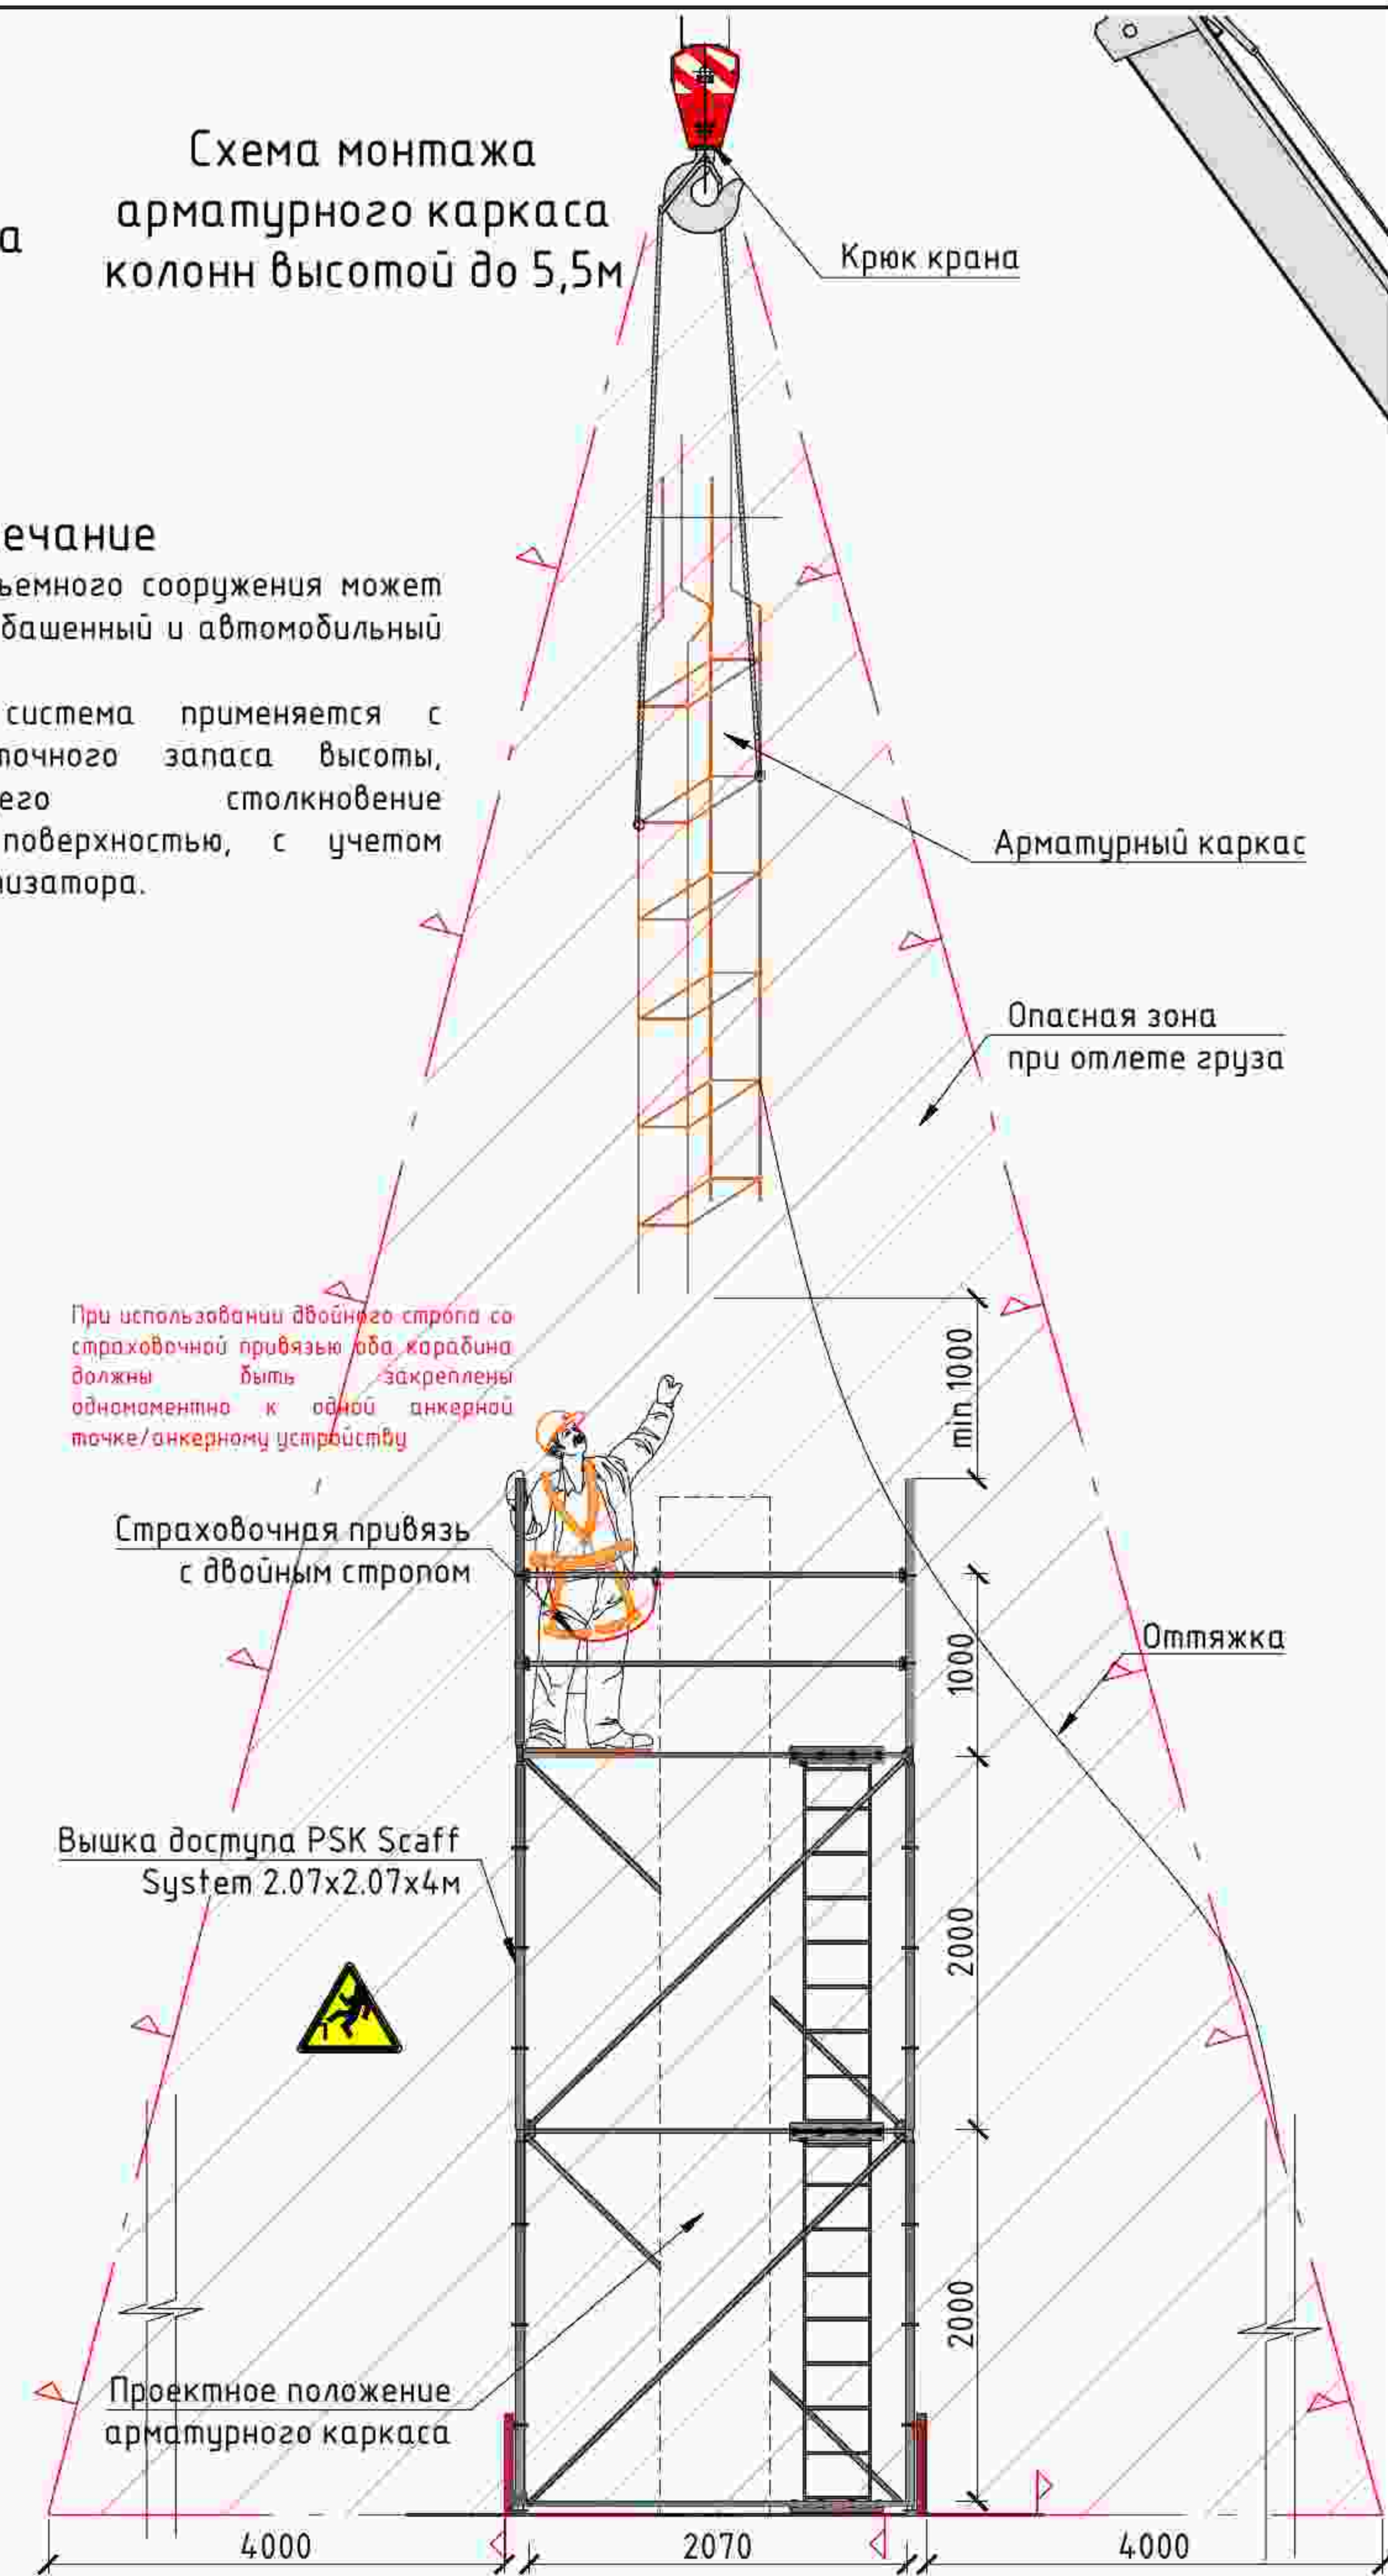 Схема монтажа
арматурного каркаса
колонн высотой до 5,5м
а
Крюк крана
ечание
ъемного сооружения может
башенный и автомобильный
система применяется с
точного запаса высоты,
его столкновение
поверхностью, с учетом
изатора.
Арматурный каркас
Опасная зона
при отлете груза
При использовании двойного стропа со
страховочной привязью оба карабина
должны быть закреплены
одномоментно к одной анкерной
точке/анкерному устройству
min 1000
Страховочная привязь
с двойным стропом
1000
Оттяжка
Вышка доступа PSK Scaff
System 2.07x2.07x4м
2000
2000
Проектное положение
арматурного каркаса
4000
2070
4000